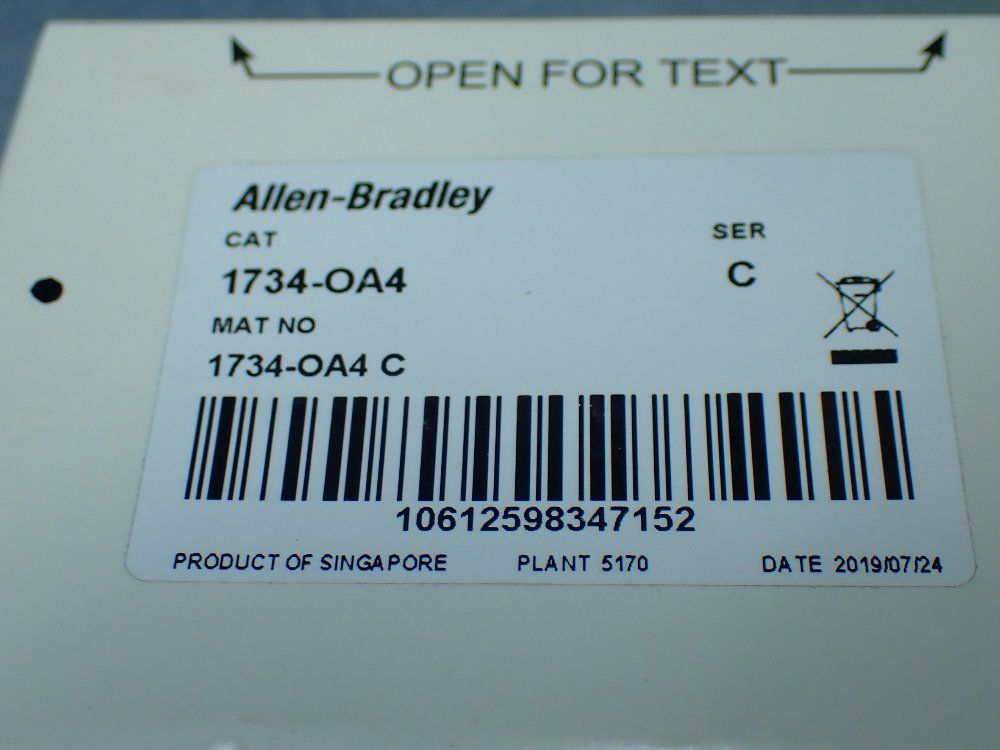 OPEN FOR TEXT
Allen-Bradley
CAT
SER
1734-OA4
C
MAT NO
1734-OA4 C
10612598347152
PRODUCT OF SINGAPORE PLANT 5170 DATE 2019/07/24